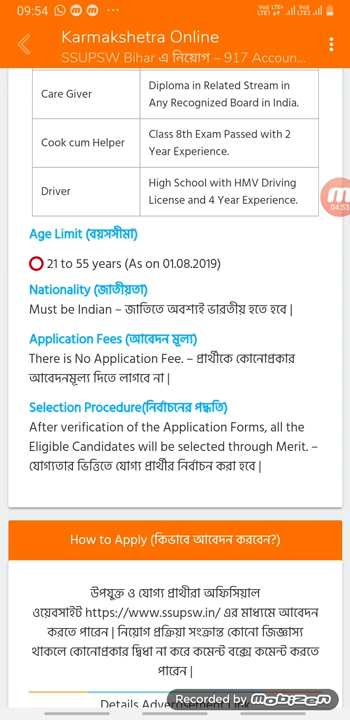 09:54
Karmakshetra Online
SSUPSW Bihar এ নিয়োগ – 917 Accoun...
Care Giver
Diploma in Related Stream in
Any Recognized Board in India.
Cook cum Helper
Class 8th Exam Passed with 2
Year Experience.
Driver
High School with HMV Driving
License and 4 Year Experience.
04:53
Age Limit (বয়সসীমা)
21 to 55 years (As on 01.08.2019)
Nationality (জাতীয়তা)
Must be Indian – জাতিতে অবশ্যই ভারতীয় হতে হবে |
Application Fees (আবেদন মূল্য)
There is No Application Fee. – প্রার্থীকে কোনোপ্রকার
আবেদনমূল্য দিতে লাগবে না |
Selection Procedure(নির্বাচনের পদ্ধতি)
After verification of the Application Forms, all the
Eligible Candidates will be selected through Merit. –
যোগ্যতার ভিত্তিতে যোগ্য প্রার্থীর নির্বাচন করা হবে |
How to Apply (কিভাবে আবেদন করবেন?)
উপযুক্ত ও যোগ্য প্রার্থীরা অফিসিয়াল
ওয়েবসাইট https://www.ssupsw.in/ এর মাধ্যমে আবেদন
করতে পারেন | নিয়োগ প্রক্রিয়া সংক্রান্ত কোনো জিজ্ঞাস্য
থাকলে কোনোপ্রকার দ্বিধা না করে কমেন্ট বক্সে কমেন্ট করতে
পারেন |
Recorded by Mobizen
Details Advertisement Link